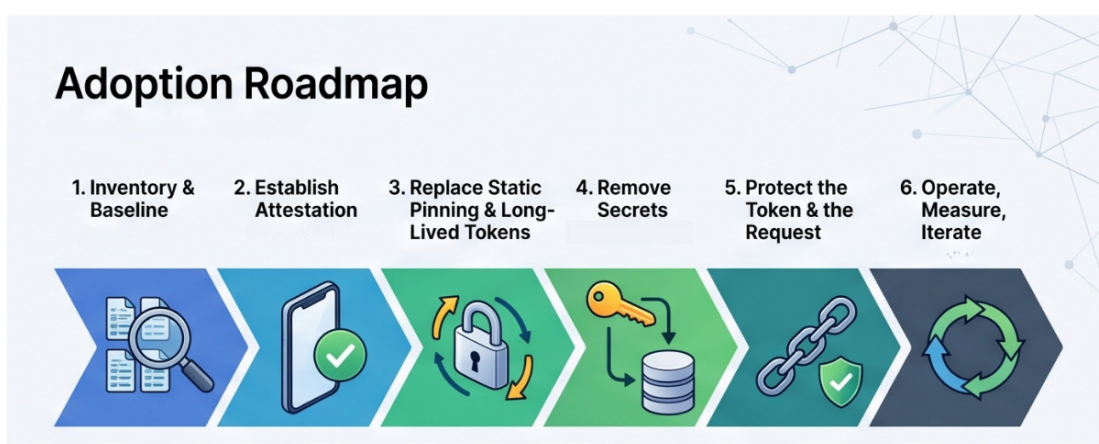 Adoption Roadmap
1. Inventory &
Baseline
2. Establish
Attestation
3. Replace Static
Pinning & Long-
Lived Tokens
4. Remove
Secrets
5. Protect the
Token & the
Request
6. Operate,
Measure,
Iterate